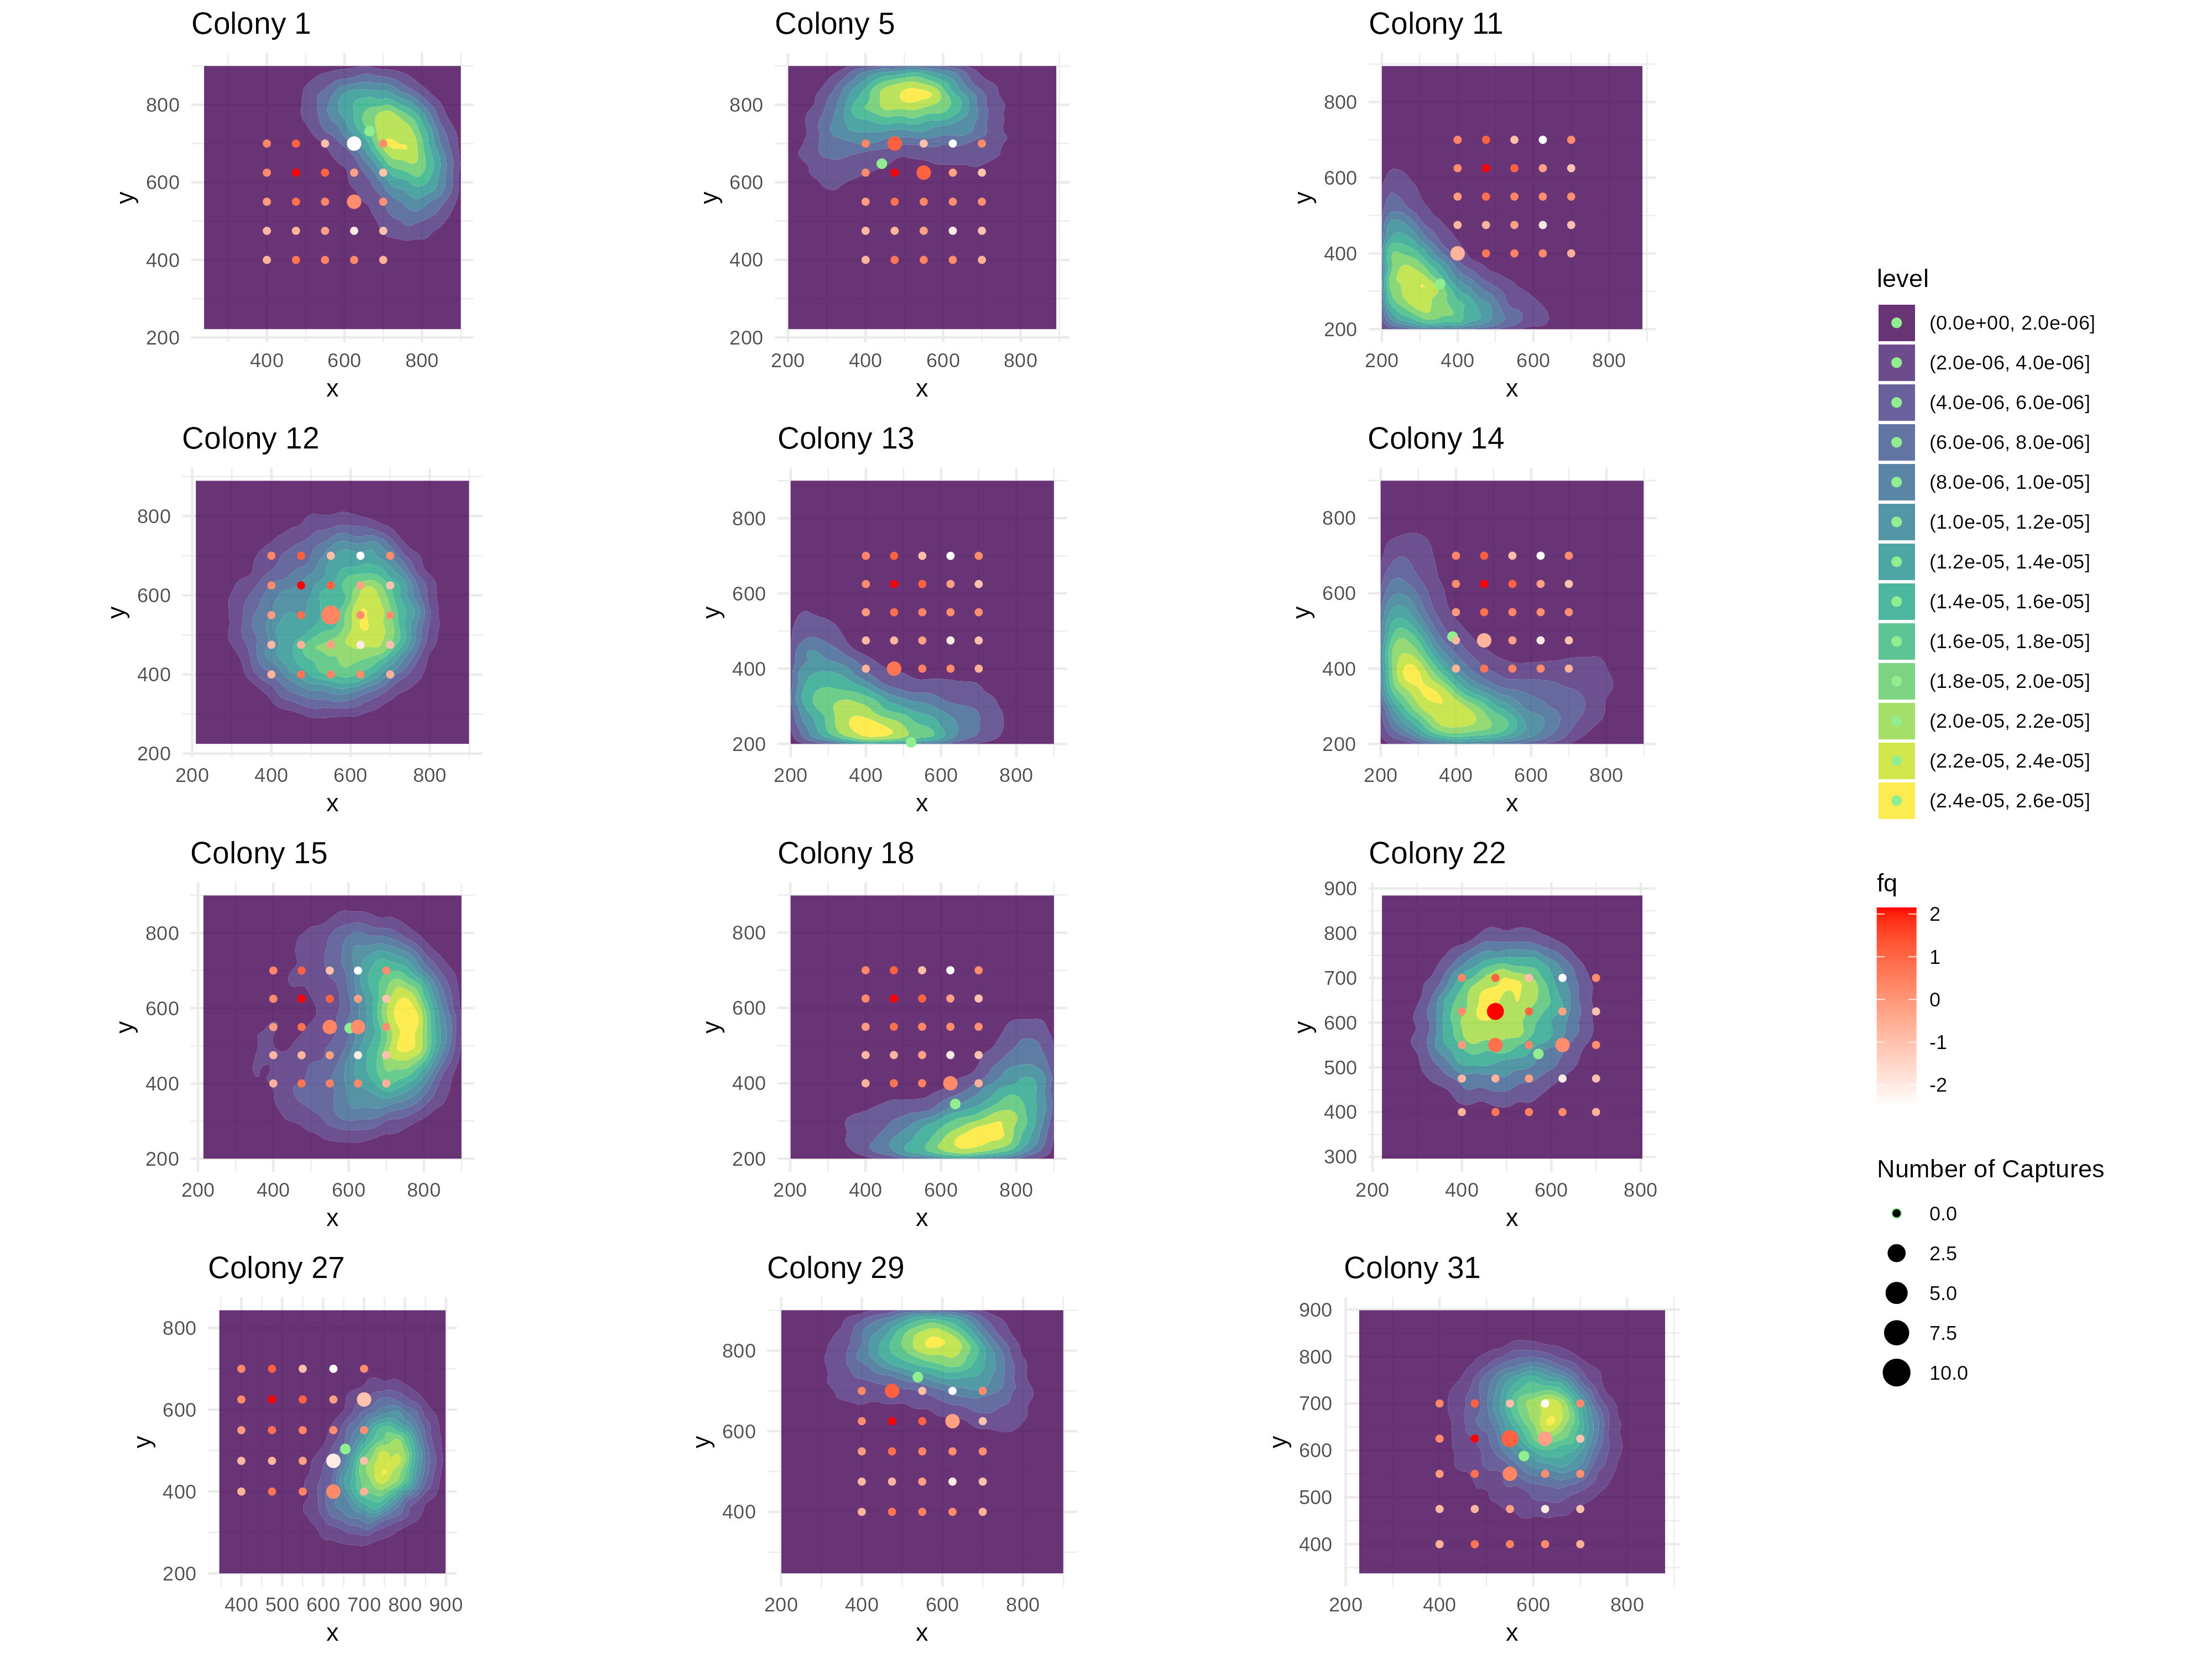 Colony 1
Colony 5
Colony 11
800
600
400
200
y
400 600 800
x
800
600
400
200
y
200 400 600 800
x
800
600
400
200
y
200 400 600 800
x
Colony 12
Colony 13
Colony 14
800
600
400
200
y
200 400 600 800
x
800
600
400
200
y
200 400 600 800
x
800
600
400
200
y
200 400 600 800
x
Colony 15
Colony 18
Colony 22
800
600
400
200
y
200 400 600 800
x
800
600
400
200
y
200 400 600 800
x
900
800
700
600
500
400
300
y
200 400 600 800
x
Colony 27
Colony 29
Colony 31
800
600
400
200
y
400 500 600 700 800 900
x
800
600
400
y
200 400 600 800
x
900
800
700
600
500
400
y
200 400 600 800
x
level
(0.0e+00, 2.0e-06]
(2.0e-06, 4.0e-06]
(4.0e-06, 6.0e-06]
(6.0e-06, 8.0e-06]
(8.0e-06, 1.0e-05]
(1.0e-05, 1.2e-05]
(1.2e-05, 1.4e-05]
(1.4e-05, 1.6e-05]
(1.6e-05, 1.8e-05]
(1.8e-05, 2.0e-05]
(2.0e-05, 2.2e-05]
(2.2e-05, 2.4e-05]
(2.4e-05, 2.6e-05]
fq
2
1
0
-1
-2
Number of Captures
0.0
2.5
5.0
7.5
10.0